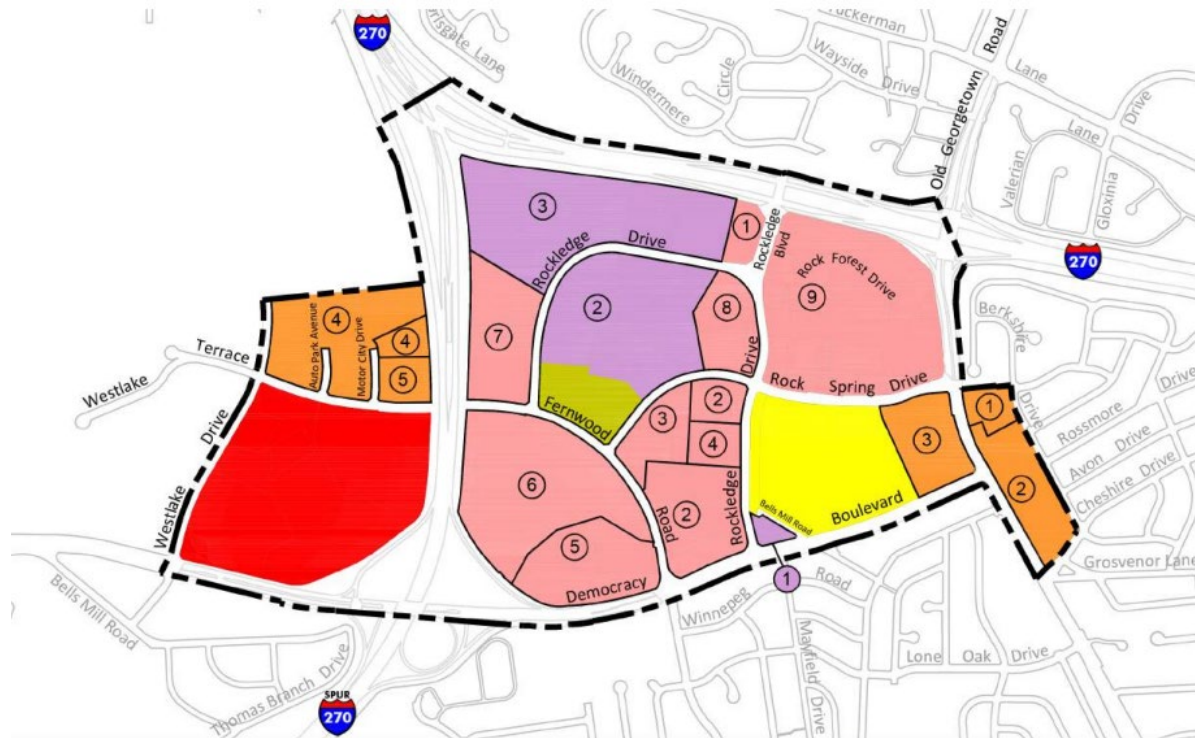 270
Tuckerman
Lane
Windermere
Circle
Wayside Drive
Old Georgetown Road
Lane
Drive
Valerian
Gloxinia
3
1
Rockledge
Drive
Rockledge
Blvd
Rock Forest Drive
9
270
2
8
7
4
4
5
Auto Park Avenue
Motor City Drive
Terrace
Westlake
Drive
Rock Spring Drive
Berkshire
Drive
Rossmore
Drive
Avon Drive
Cheshire Drive
Fernwood
2
3
4
1
3
2
Westlake
Drive
6
Road
2
Rockledge
Bells Mill Road
Boulevard
5
Democracy
1
Grosvenor Lane
Bells Mill Road
Winnepeg
Road
Mayfield Drive
Lone Oak Drive
Thomas Branch Drive
SPUR
270